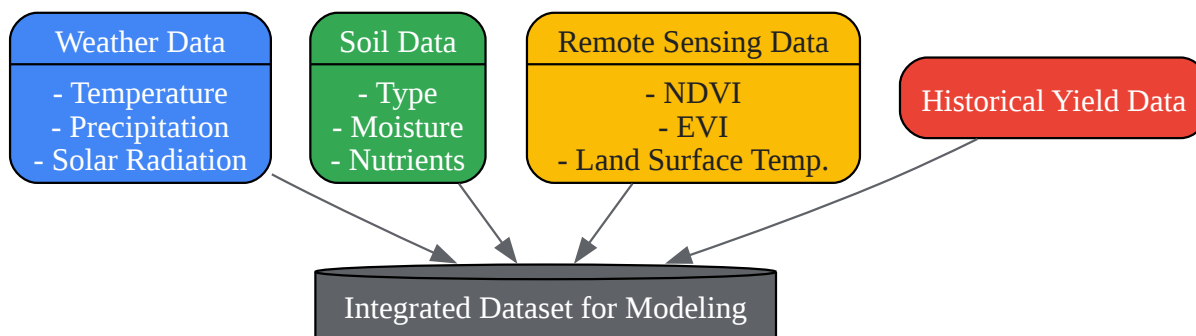 Weather Data
- Temperature
- Precipitation
- Solar Radiation
Soil Data
- Type
- Moisture
- Nutrients
Remote Sensing Data
- NDVI
- EVI
- Land Surface Temp.
Historical Yield Data
Integrated Dataset for Modeling